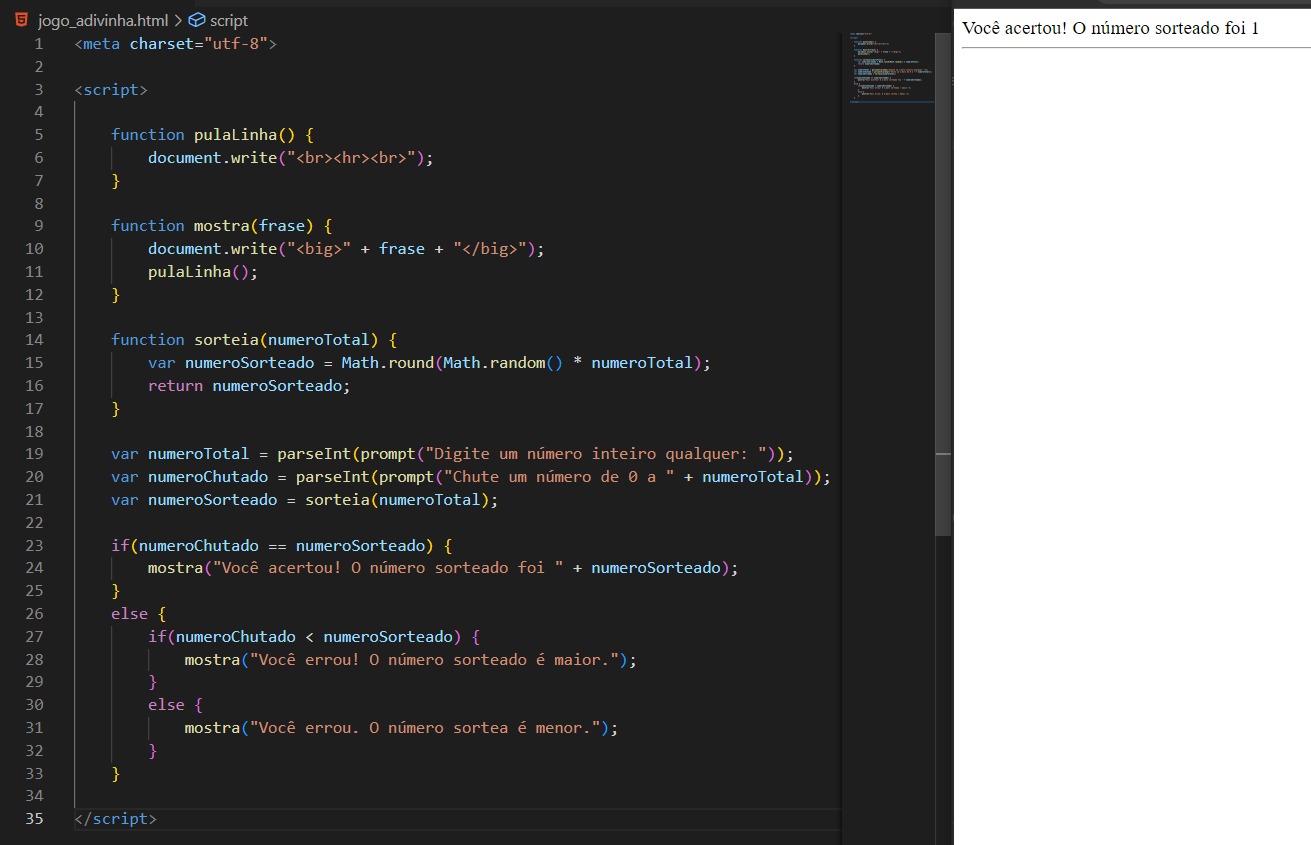 jogo_adivinha.html > script
1 <meta charset="utf-8">
2
3 <script>
4
5 function pulaLinha() {
6 document.write("<br><hr><br>");
7 }
8
9 function mostra(frase) {
10 document.write("<big>" + frase + "</big>");
11 pulaLinha();
12 }
13
14 function sorteia(numeroTotal) {
15 var numeroSorteado = Math.round(Math.random() * numeroTotal);
16 return numeroSorteado;
17 }
18
19 var numeroTotal = parseInt(prompt("Digite um número inteiro qualquer: "));
20 var numeroChutado = parseInt(prompt("Chute um número de 0 a " + numeroTotal));
21 var numeroSorteado = sorteia(numeroTotal);
22
23 if(numeroChutado == numeroSorteado) {
24 mostra("Você acertou! O número sorteado foi " + numeroSorteado);
25 }
26 else {
27 if(numeroChutado < numeroSorteado) {
28 mostra("Você errou! O número sorteado é maior.");
29 }
30 else {
31 mostra("Você errou. O número sortea é menor.");
32 }
33 }
34
35 </script>
Você acertou! O número sorteado foi 1